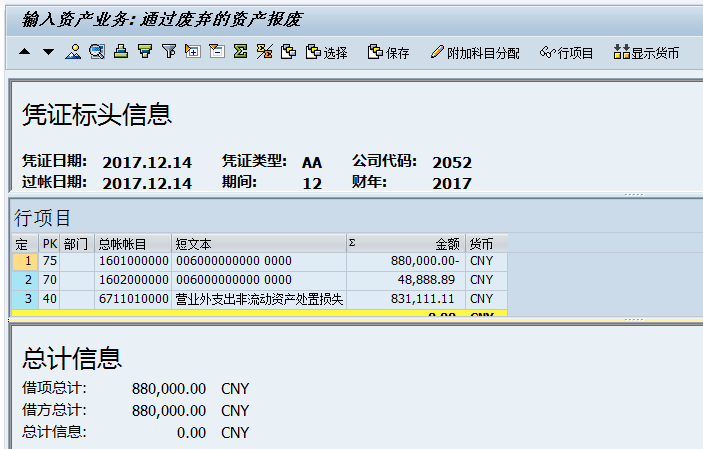 输入资产业务: 通过废弃的资产报废
选择 保存 附加科目分配 行项目 显示货币
凭证标头信息
凭证日期: 2017.12.14 凭证类型: AA 公司代码: 2052
过帐日期: 2017.12.14 期间: 12 财年: 2017
行项目
定 PK 部门 总帐帐目 短文本 Σ 金额 货币
1 75 1601000000 006000000000 0000 880,000.00- CNY
2 70 1602000000 006000000000 0000 48,888.89 CNY
3 40 6711010000 营业外支出非流动资产处置损失 831,111.11 CNY
0.00 CNY
总计信息
借项总计: 880,000.00 CNY
借方总计: 880,000.00 CNY
总计信息: 0.00 CNY